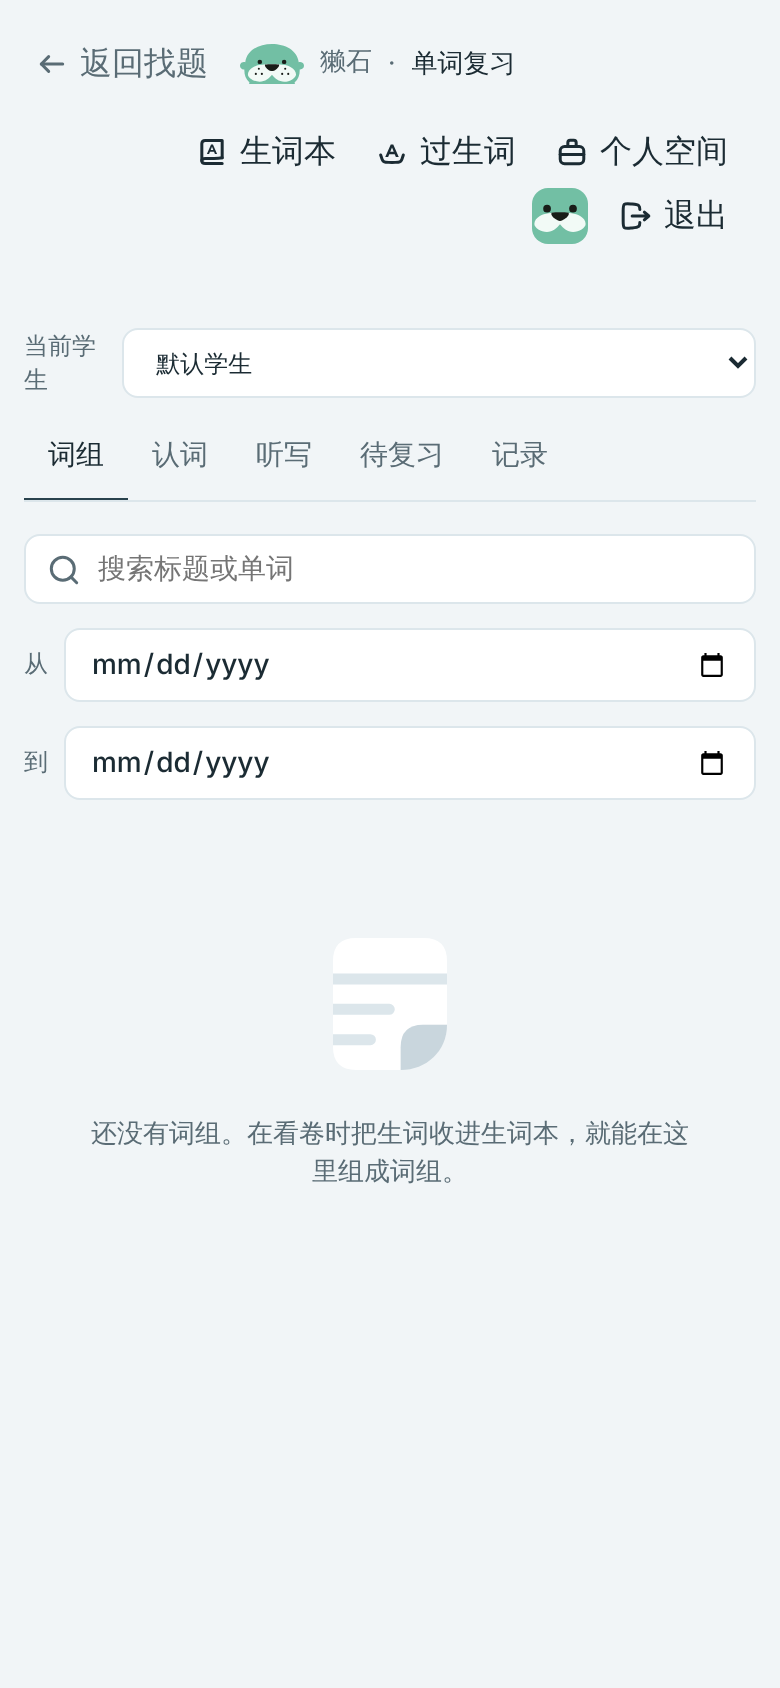 返回找题 獭石 · 单词复习
生词本 过生词 个人空间
退出
当前学
生
默认学生
词组 认词 听写 待复习 记录
搜索标题或单词
从 mm/dd/yyyy
到 mm/dd/yyyy
还没有词组。在看卷时把生词收进生词本，就能在这
里组成词组。